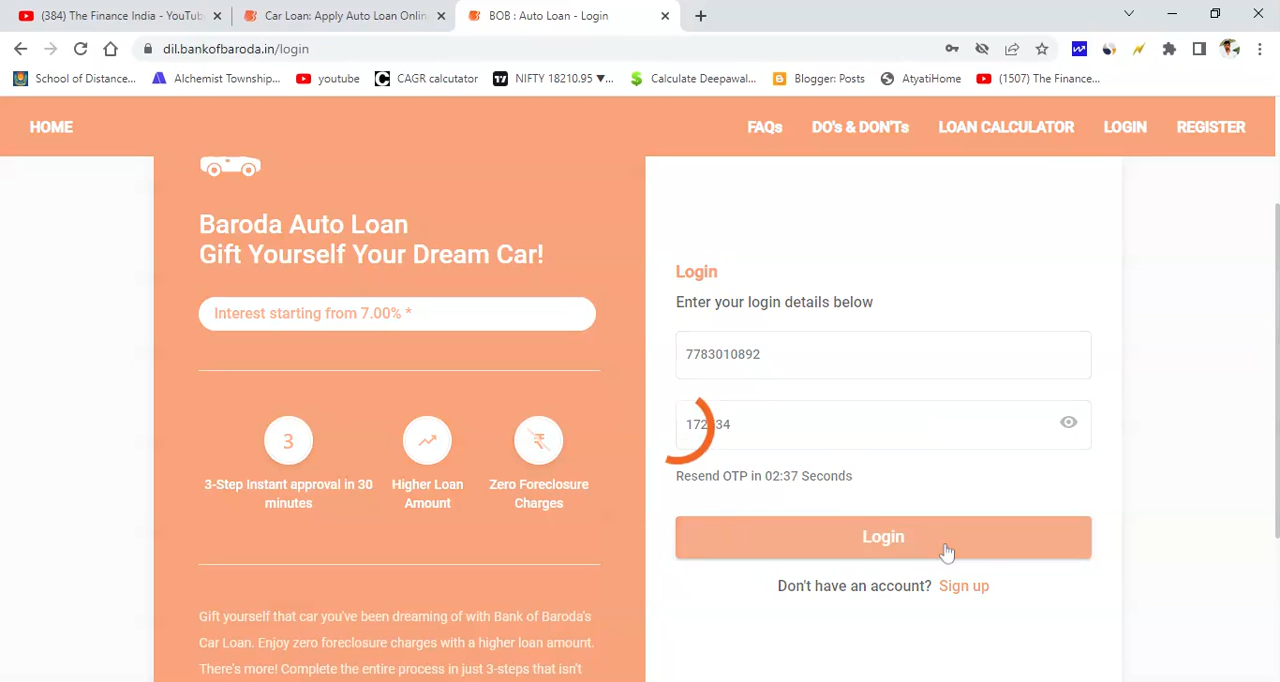 (384) The Finance India - YouTub
Car Loan: Apply Auto Loan Onlin
BOB : Auto Loan - Login
dil.bankofbaroda.in/login
School of Distance...
Alchemist Township...
youtube
CAGR calcutator
NIFTY 18210.95 ▼...
Calculate Deepawal...
Blogger: Posts
AtyatiHome
(1507) The Finance...
HOME
FAQs
DO's & DON'Ts
LOAN CALCULATOR
LOGIN
REGISTER
Baroda Auto Loan
Gift Yourself Your Dream Car!
Interest starting from 7.00% *
3
3-Step Instant approval in 30
minutes
Higher Loan
Amount
₹
Zero Foreclosure
Charges
Gift yourself that car you've been dreaming of with Bank of Baroda's
Car Loan. Enjoy zero foreclosure charges with a higher loan amount.
There's more! Complete the entire process in just 3-steps that isn't
Login
Enter your login details below
7783010892
Resend OTP in 02:37 Seconds
Login
Don't have an account? Sign up